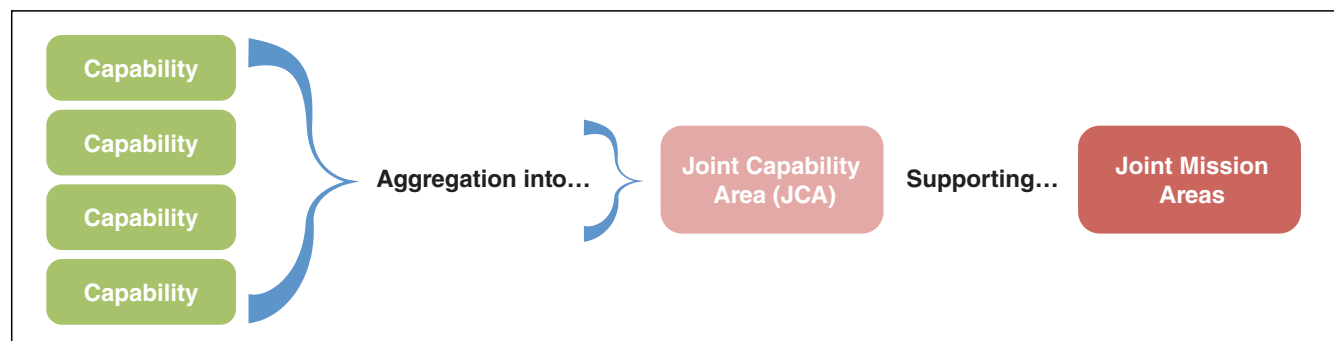 Capability
Capability
Capability
Capability
Aggregation into…
Joint Capability
Area (JCA)
Supporting…
Joint Mission
Areas